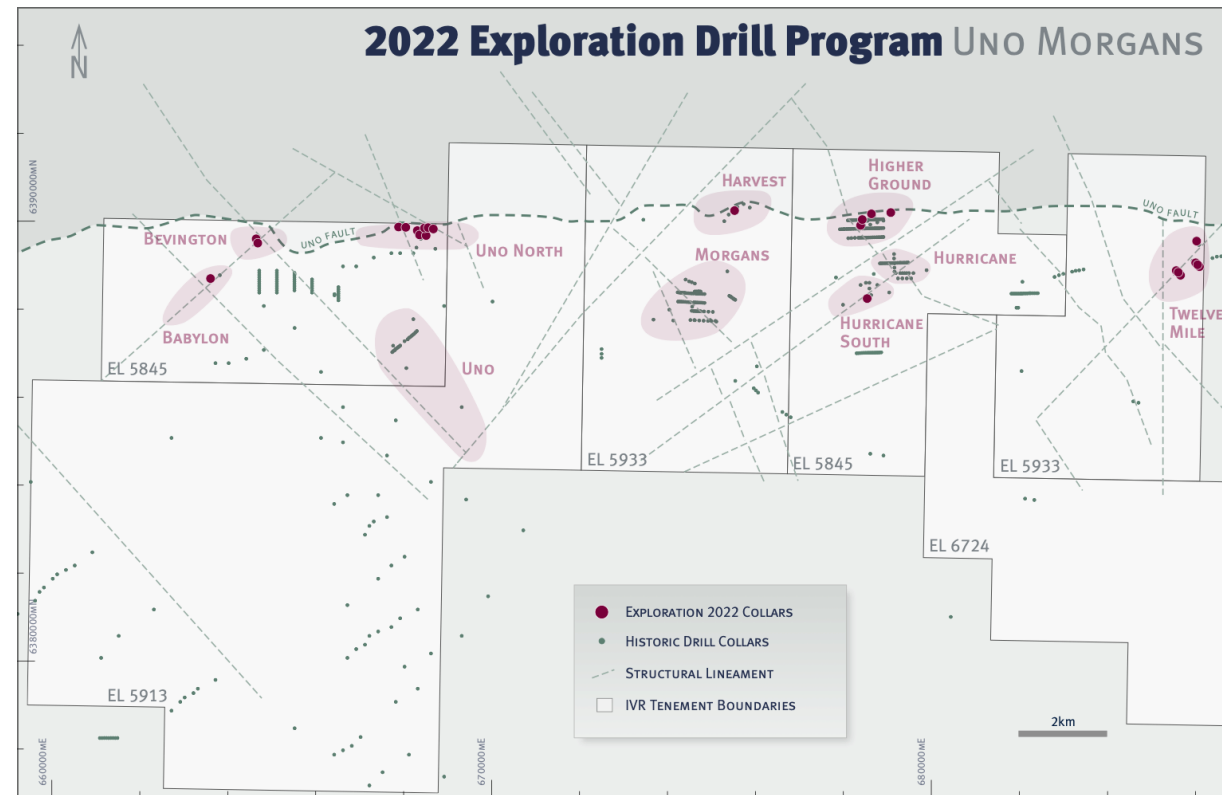 2022 Exploration Drill Program UNO MORGANS
N
6390000mN
HARVEST
HIGHER
GROUND
BEVINGTON
UNO FAULT
UNO NORTH
UNO FAULT
MORGANS
HURRICANE
BABYLON
HURRICANE
SOUTH
TWELVE
MILE
UNO
EL 5845
EL 5933
EL 5845
EL 5933
EL 6724
6380000mN
EXPLORATION 2022 COLLARS
HISTORIC DRILL COLLARS
STRUCTURAL LINEAMENT
IVR TENEMENT BOUNDARIES
EL 5913
2km
660000mE
670000mE
680000mE